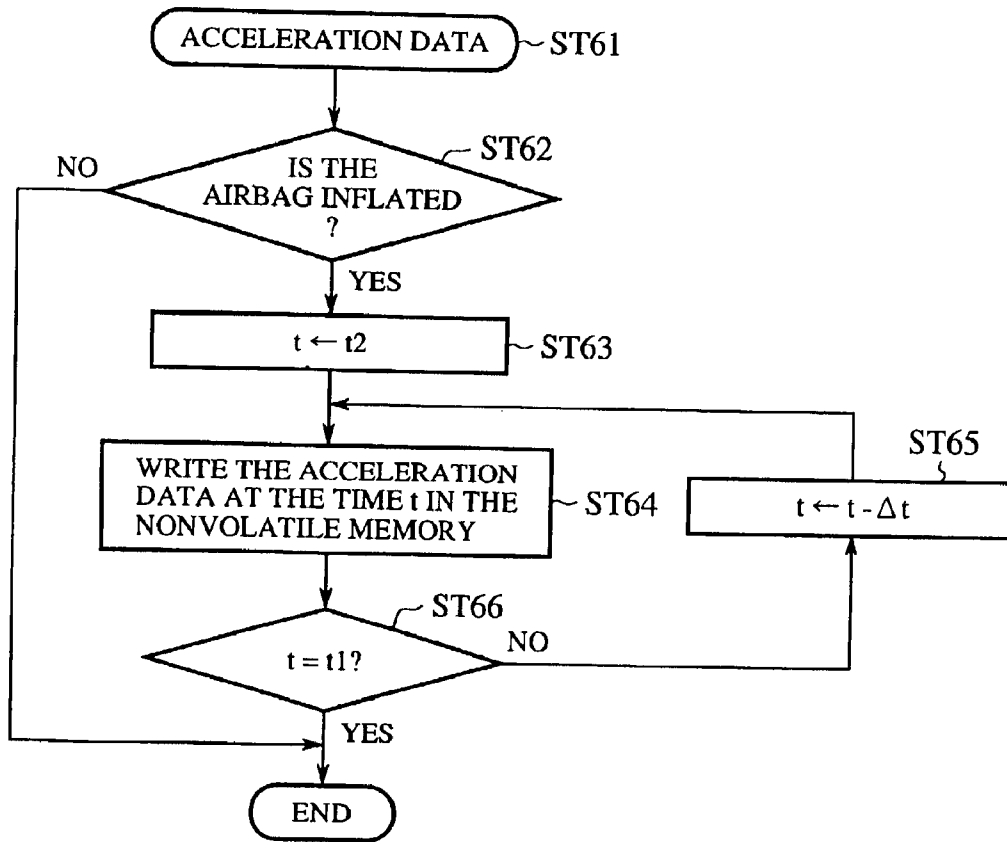 ACCELERATION DATA
ST61
ST62
NO
IS THE
AIRBAG INFLATED
?
YES
t ← t2
ST63
ST65
WRITE THE ACCELERATION
DATA AT THE TIME t IN THE
NONVOLATILE MEMORY
ST64
t ← t - Δt
ST66
NO
t = t1?
YES
END